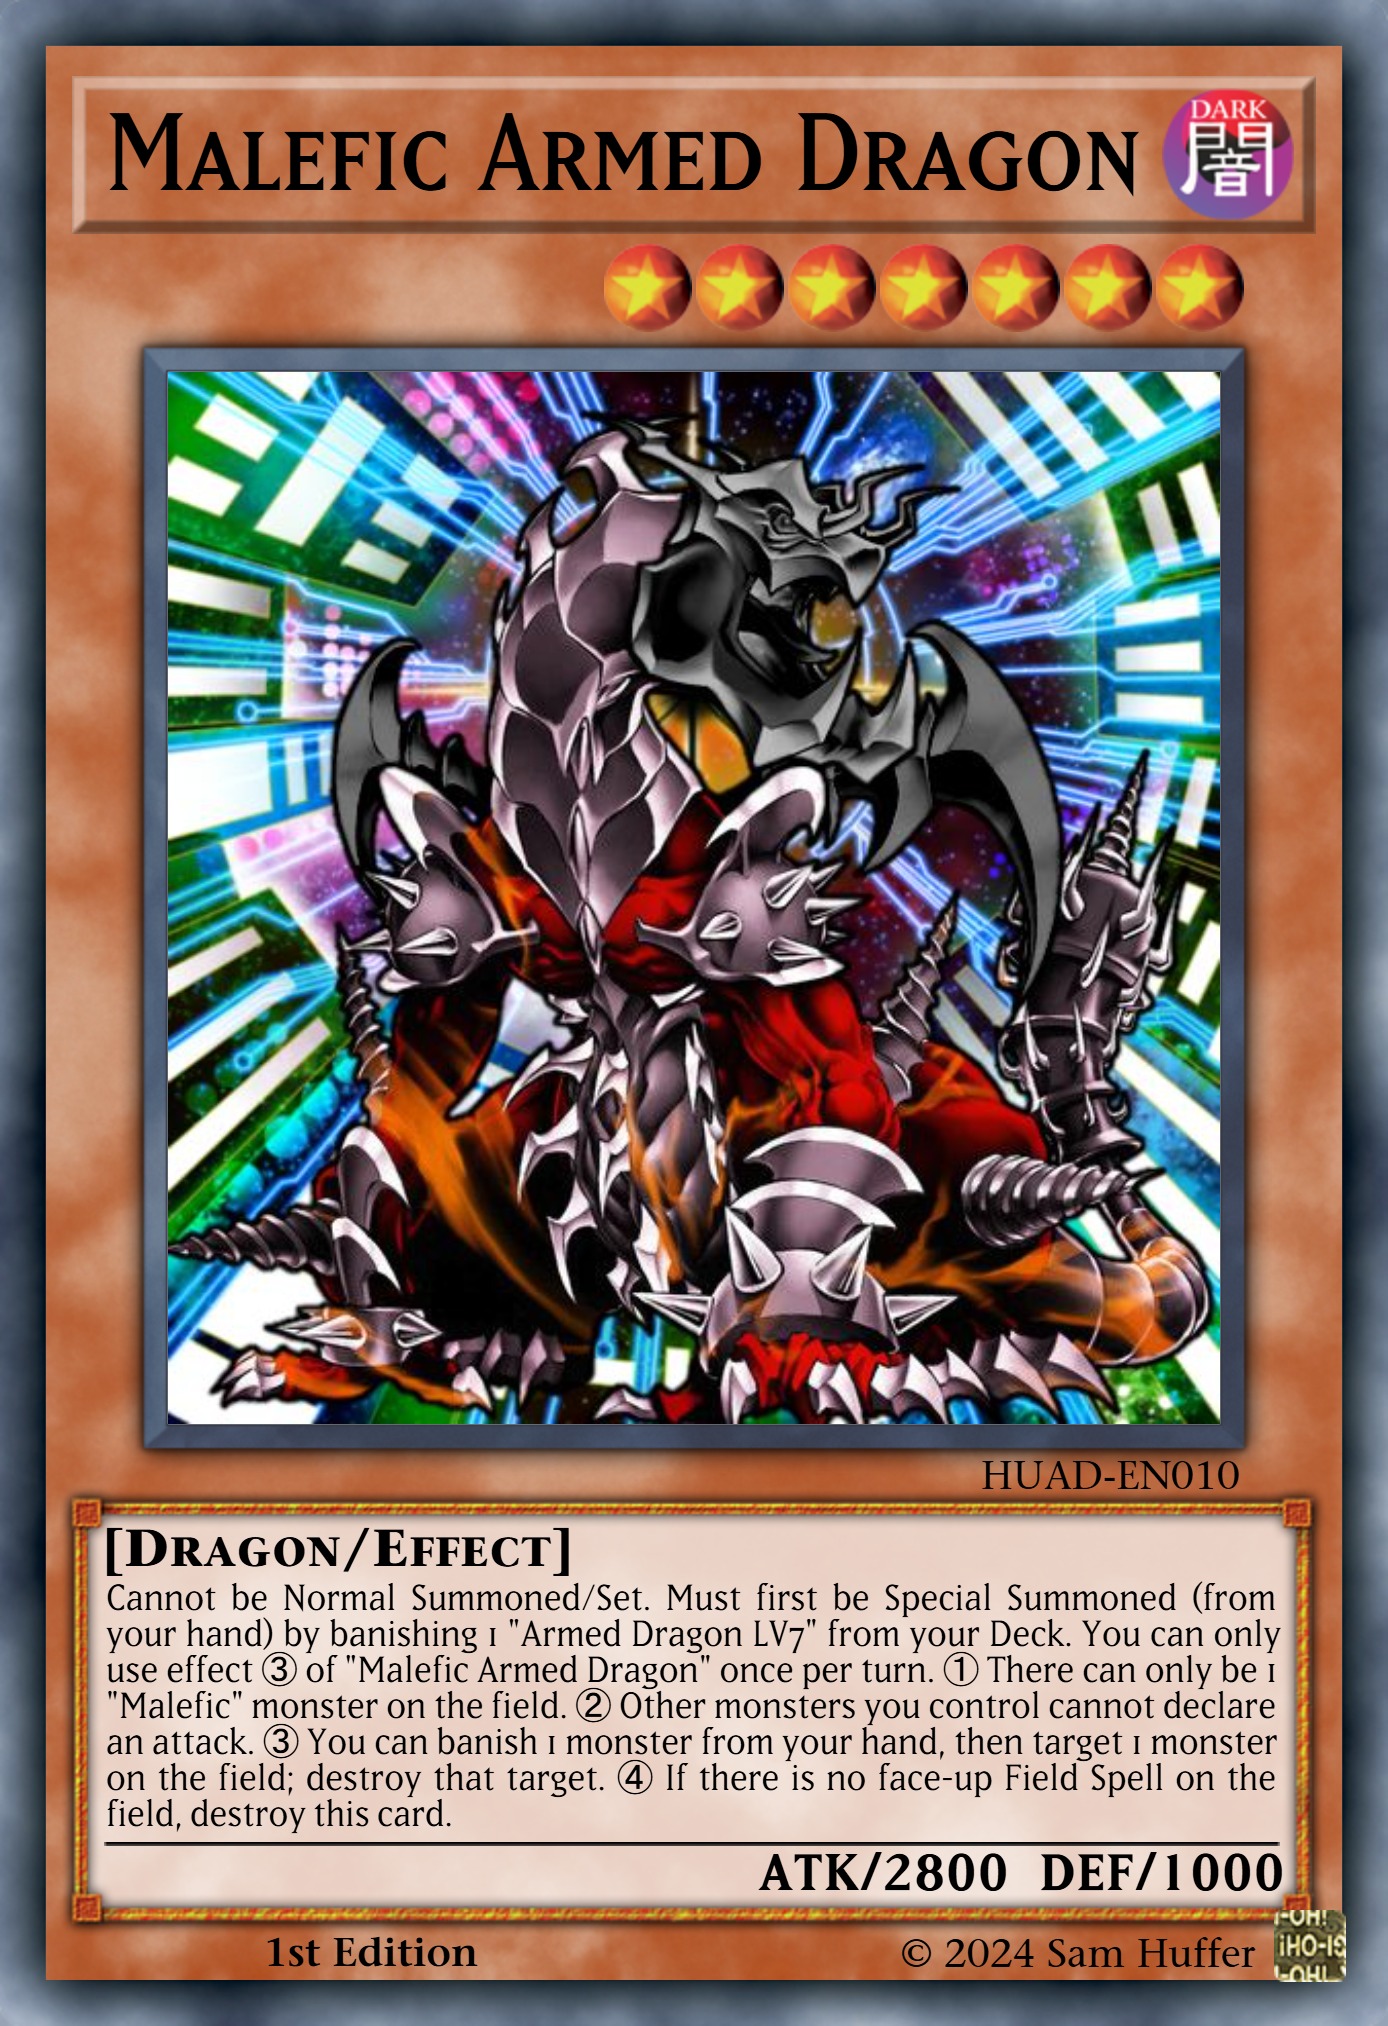 Malefic Armed Dragon
DARK
闇
HUAD-EN010
[Dragon/Effect]
Cannot be Normal Summoned/Set. Must first be Special Summoned (from
your hand) by banishing 1 "Armed Dragon LV7" from your Deck. You can only
use effect ③ of "Malefic Armed Dragon" once per turn. ① There can only be 1
"Malefic" monster on the field. ② Other monsters you control cannot declare
an attack. ③ You can banish 1 monster from your hand, then target 1 monster
on the field; destroy that target. ④ If there is no face-up Field Spell on the
field, destroy this card.
ATK/2800 DEF/1000
1st Edition
© 2024 Sam Huffer